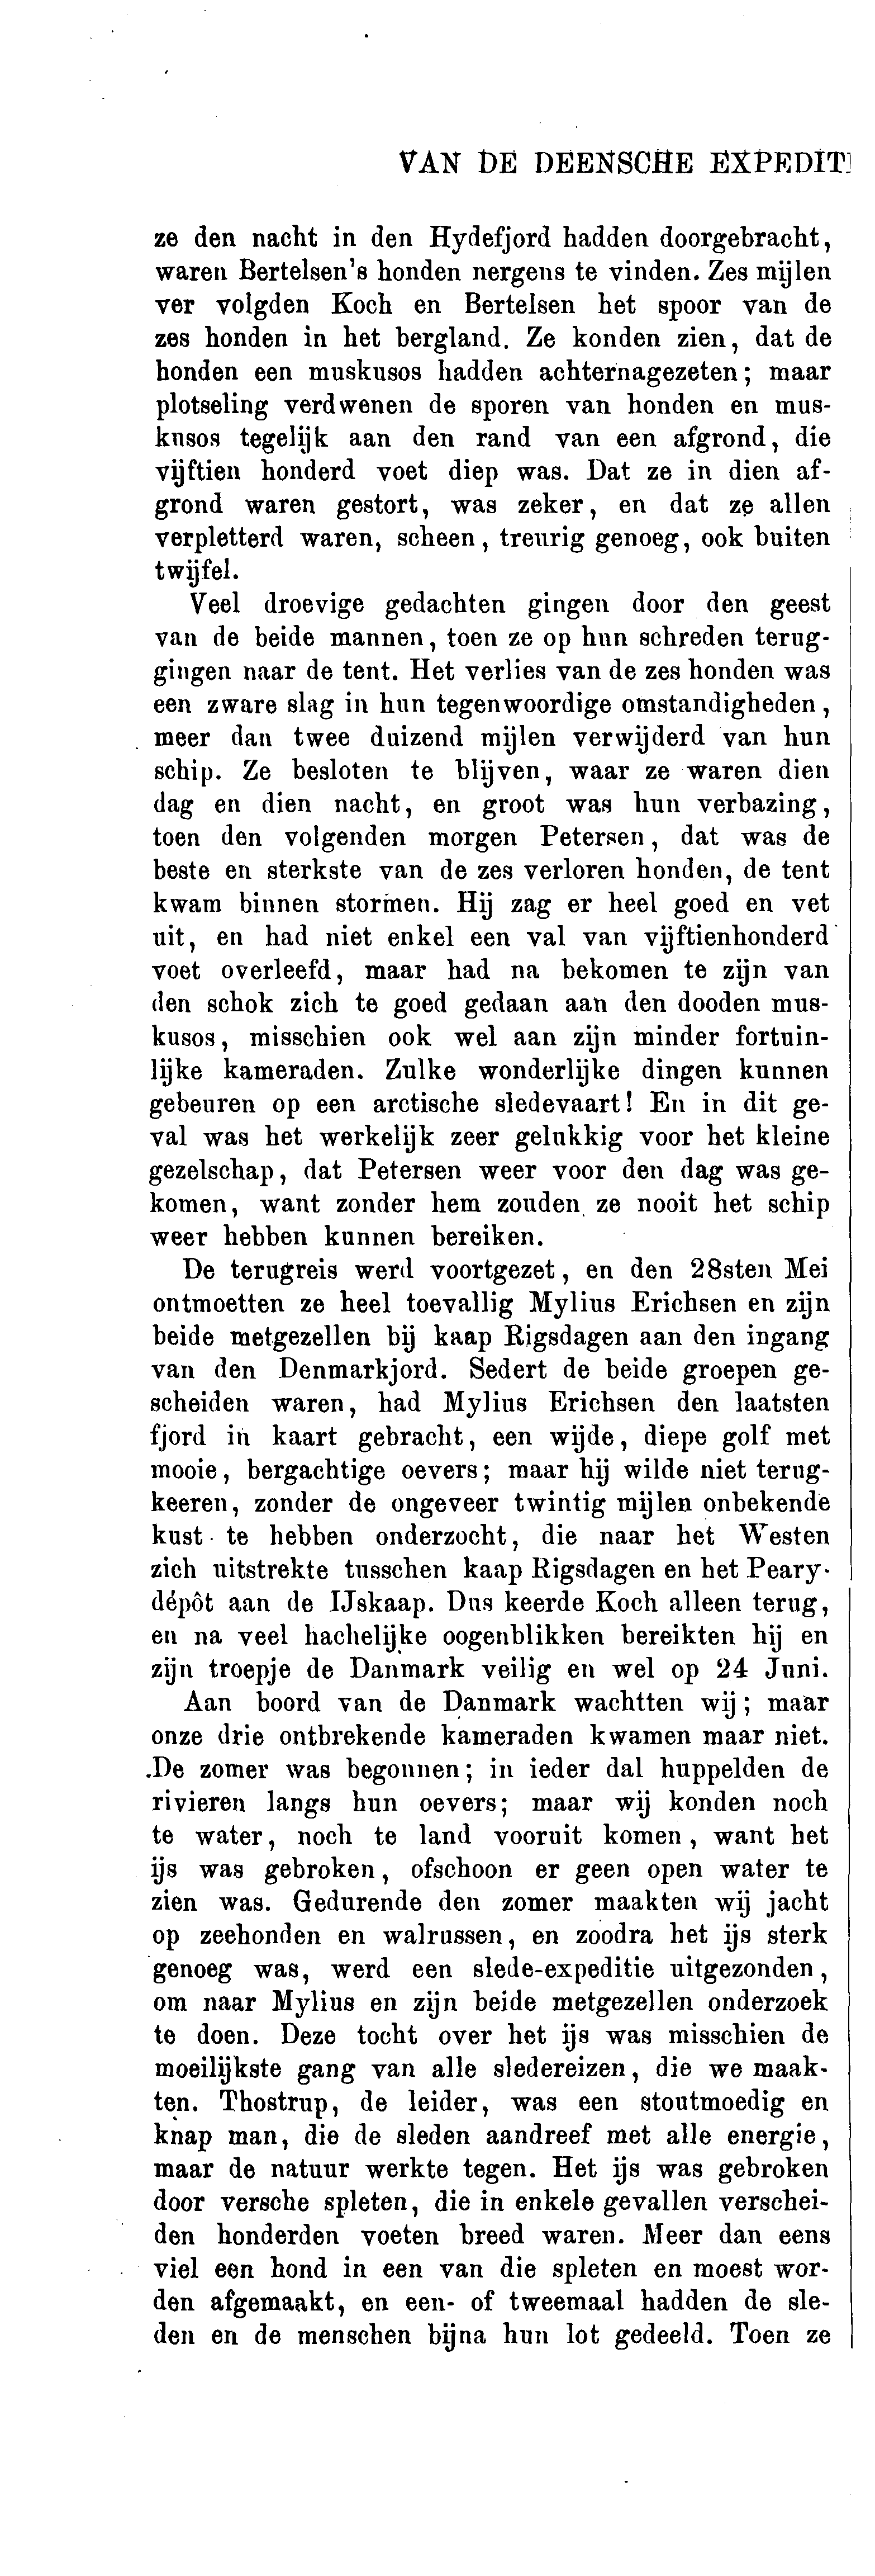 VAN DE DEENSCHE EXPEDIT
ze den nacht in den Hydefjord hadden doorgebracht,
waren Bertelsen's honden nergens te vinden. Zes mijlen
ver volgden Koch en Bertelsen het spoor van de
zes honden in het bergland. Ze konden zien, dat de
honden een muskusos hadden achternagezeten; maar
plotseling verdwenen de sporen van honden en mus-
kusos tegelijk aan den rand van een afgrond, die
vijftien honderd voet diep was. Dat ze in dien af-
grond waren gestort, was zeker, en dat ze allen
verpletterd waren, scheen, treurig genoeg, ook buiten
twijfel.
Veel droevige gedachten gingen door den geest
van de beide mannen, toen ze op hun schreden terug-
gingen naar de tent. Het verlies van de zes honden was
een zware slag in hun tegenwoordige omstandigheden,
meer dan twee duizend mijlen verwijderd van hun
schip. Ze besloten te blijven, waar ze waren dien
dag en dien nacht, en groot was hun verbazing,
toen den volgenden morgen Petersen, dat was de
beste en sterkste van de zes verloren honden, de tent
kwam binnen stormen. Hij zag er heel goed en vet
uit, en had niet enkel een val van vijftienhonderd
voet overleefd, maar had na bekomen te zijn van
den schok zich te goed gedaan aan den dooden mus-
kusos, misschien ook wel aan zijn minder fortuin-
lijke kameraden. Zulke wonderlijke dingen kunnen
gebeuren op een arctische sledevaart! En in dit ge-
val was het werkelijk zeer gelukkig voor het kleine
gezelschap, dat Petersen weer voor den dag was ge-
komen, want zonder hem zouden ze nooit het schip
weer hebben kunnen bereiken.
De terugreis werd voortgezet, en den 28sten Mei
ontmoetten ze heel toevallig Mylius Erichsen en zijn
beide metgezellen bij kaap Rigsdagen aan den ingang
van den Denmarkjord. Sedert de beide groepen ge-
scheiden waren, had Mylius Erichsen den laatsten
fjord in kaart gebracht, een wijde, diepe golf met
mooie, bergachtige oevers; maar hij wilde niet terug-
keeren, zonder de ongeveer twintig mijlen onbekende
kust te hebben onderzocht, die naar het Westen
zich uitstrekte tusschen kaap Rigsdagen en het Peary-
dépôt aan de IJskaap. Dus keerde Koch alleen terug,
en na veel hachelijke oogenblikken bereikten hij en
zijn troepje de Danmark veilig en wel op 24 Juni.
Aan boord van de Danmark wachtten wij; maar
onze drie ontbrekende kameraden kwamen maar niet.
De zomer was begonnen; in ieder dal huppelden de
rivieren langs hun oevers; maar wij konden noch
te water, noch te land vooruit komen, want het
ijs was gebroken, ofschoon er geen open water te
zien was. Gedurende den zomer maakten wij jacht
op zeehonden en walrussen, en zoodra het ijs sterk
genoeg was, werd een slede-expeditie uitgezonden,
om naar Mylius en zijn beide metgezellen onderzoek
te doen. Deze tocht over het ijs was misschien de
moeilijkste gang van alle sledereizen, die we maak-
ten. Thostrup, de leider, was een stoutmoedig en
knap man, die de sleden aandreef met alle energie,
maar de natuur werkte tegen. Het ijs was gebroken
door versche spleten, die in enkele gevallen verschei-
den honderden voeten breed waren. Meer dan eens
viel een hond in een van die spleten en moest wor-
den afgemaakt, en een- of tweemaal hadden de sle-
den en de menschen bijna hun lot gedeeld. Toen ze